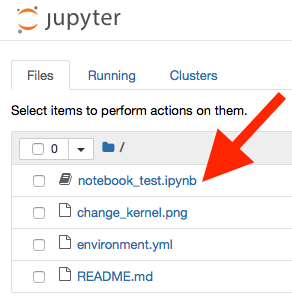 jupyter
Files Running Clusters
Select items to perform actions on them.
0 /
notebook_test.ipynb
change_kernel.png
environment.yml
README.md